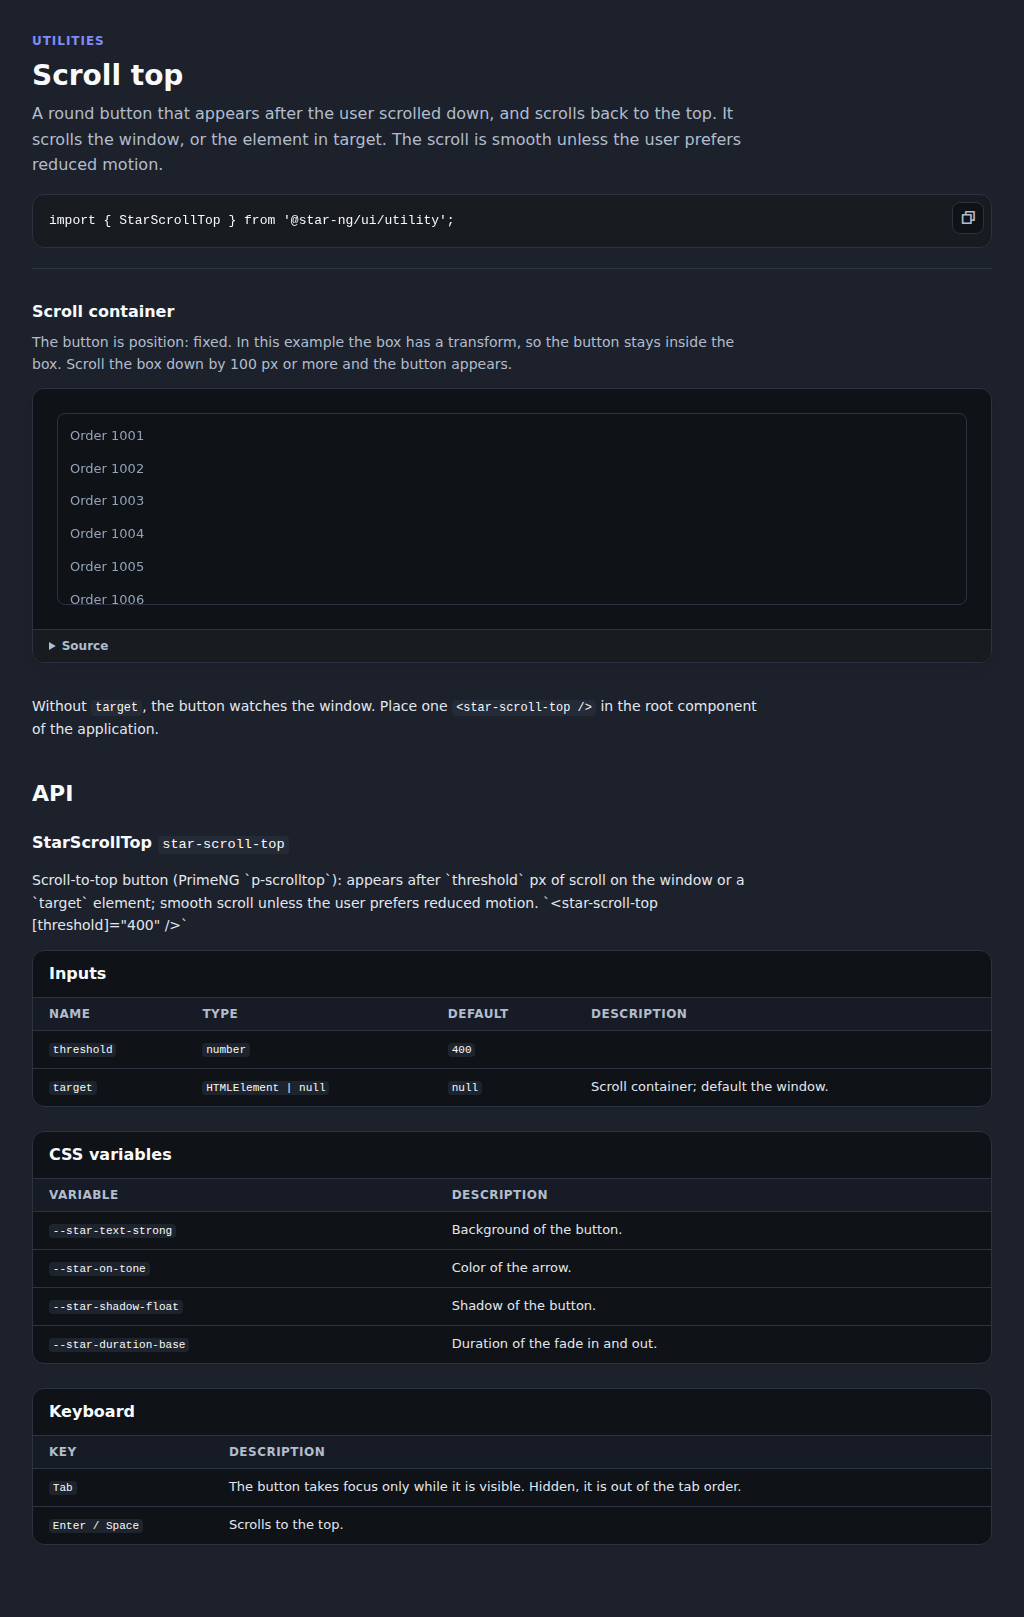 UTILITIES
Scroll top
A round button that appears after the user scrolled down, and scrolls back to the top. It
scrolls the window, or the element in target. The scroll is smooth unless the user prefers
reduced motion.
import { StarScrollTop } from '@star-ng/ui/utility';
Scroll container
The button is position: fixed. In this example the box has a transform, so the button stays inside the
box. Scroll the box down by 100 px or more and the button appears.
Order 1001
Order 1002
Order 1003
Order 1004
Order 1005
Order 1006
Source
Without target, the button watches the window. Place one <star-scroll-top /> in the root component
of the application.
API
StarScrollTop star-scroll-top
Scroll-to-top button (PrimeNG `p-scrolltop`): appears after `threshold` px of scroll on the window or a
`target` element; smooth scroll unless the user prefers reduced motion. `<star-scroll-top
[threshold]="400" />`
Inputs
NAME TYPE DEFAULT DESCRIPTION
threshold number 400
target HTMLElement | null null Scroll container; default the window.
CSS variables
VARIABLE DESCRIPTION
--star-text-strong Background of the button.
--star-on-tone Color of the arrow.
--star-shadow-float Shadow of the button.
--star-duration-base Duration of the fade in and out.
Keyboard
KEY DESCRIPTION
Tab The button takes focus only while it is visible. Hidden, it is out of the tab order.
Enter / Space Scrolls to the top.